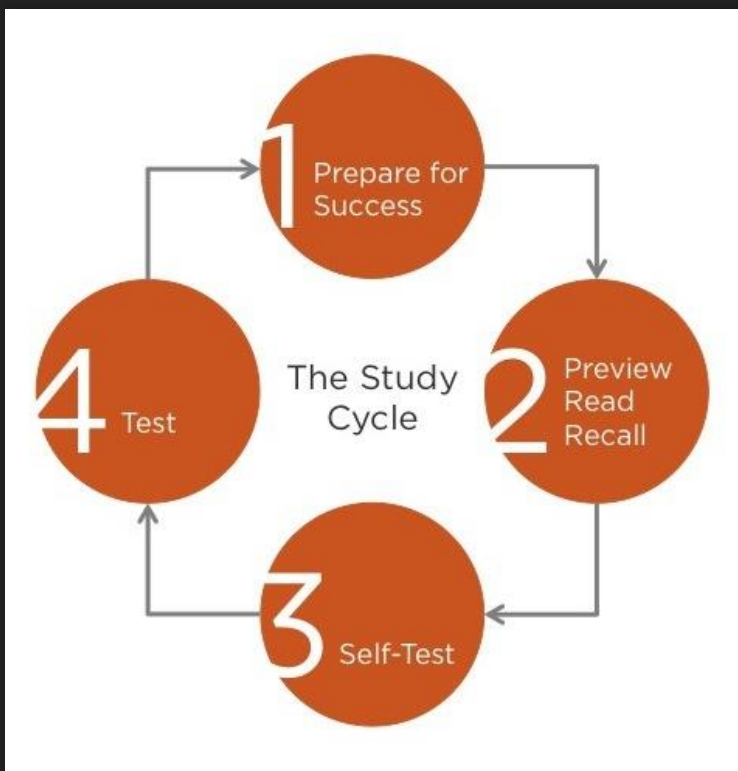 1
Prepare for
Success
2
Preview
Read
Recall
3
Self-Test
4
Test
The Study
Cycle